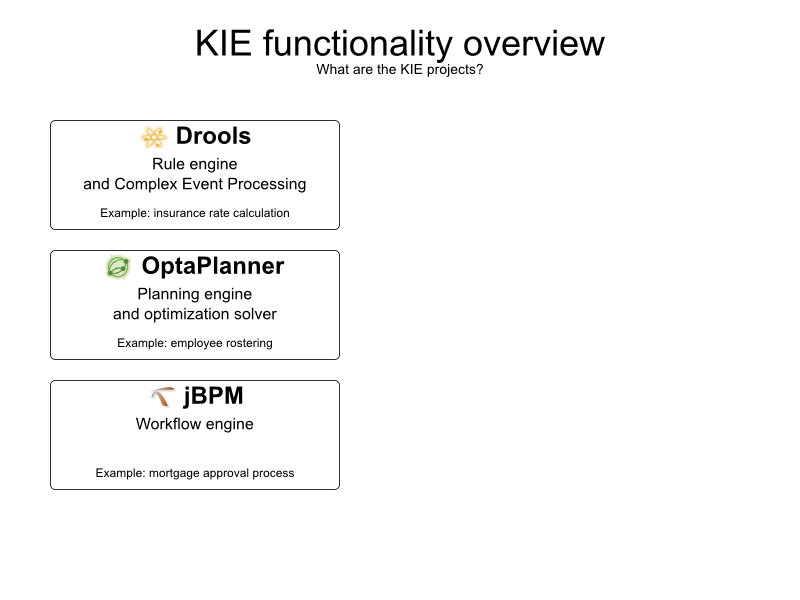 KIE functionality overview
What are the KIE projects?
Drools
Rule engine
and Complex Event Processing
Example: insurance rate calculation
OptaPlanner
Planning engine
and optimization solver
Example: employee rostering
jBPM
Workflow engine
Example: mortgage approval process